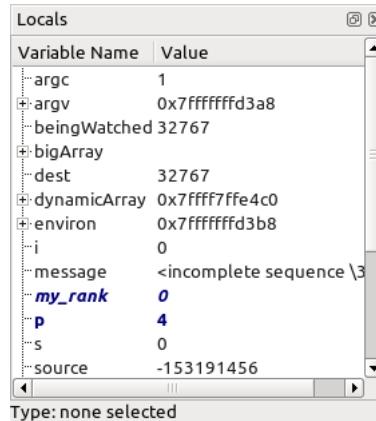 Locals
Variable Name Value
argc 1
argv 0x7fffffffd3a8
beingWatched 32767
bigArray
dest 32767
dynamicArray 0x7ffff7ffe4c0
environ 0x7fffffffd3b8
i 0
message <incomplete sequence \3
my_rank 0
p 4
s 0
source -153191456
Type: none selected